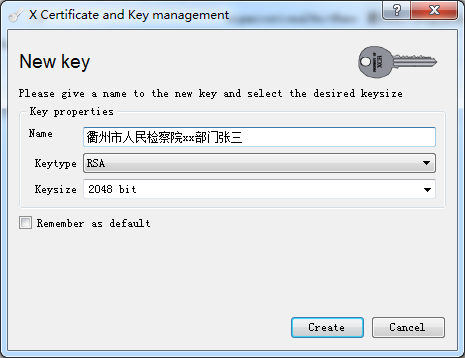 X Certificate and Key management
New key
Please give a name to the new key and select the desired keysize
Key properties
Name
衢州市人民检察院xx部门张三
Keytype
RSA
Keysize
2048 bit
Remember as default
Create
Cancel